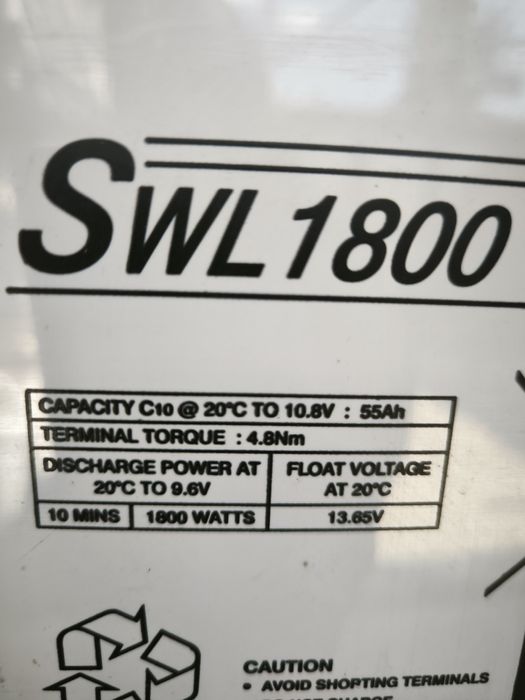 SWL 1800
CAPACITY C10 @ 20°C TO 10.8V : 55Ah
TERMINAL TORQUE : 4.8Nm
DISCHARGE POWER AT
20°C TO 9.6V
FLOAT VOLTAGE
AT 20°C
10 MINS 1800 WATTS 13.65V
CAUTION
• AVOID SHOPTING TERMINALS